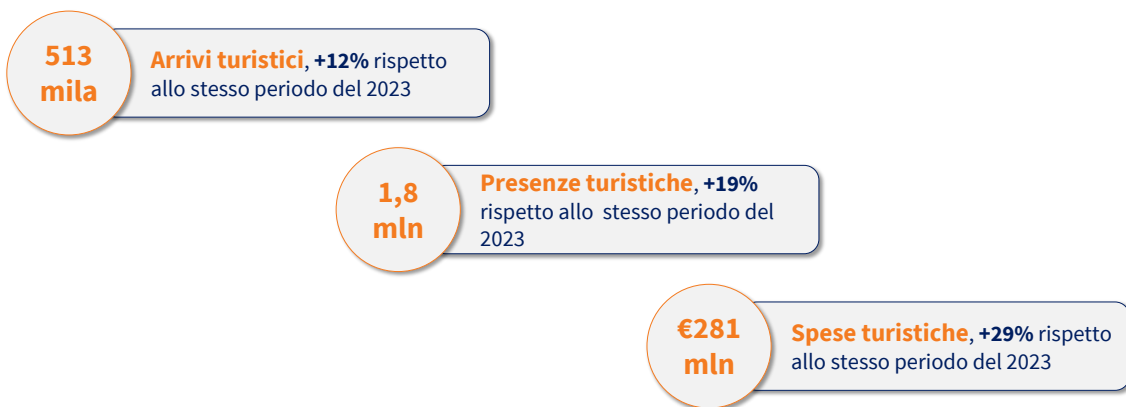 513
mila
Arrivi turistici, +12% rispetto
allo stesso periodo del 2023
1,8
mln
Presenze turistiche, +19%
rispetto allo stesso periodo del
2023
€281
mln
Spese turistiche, +29% rispetto
allo stesso periodo del 2023